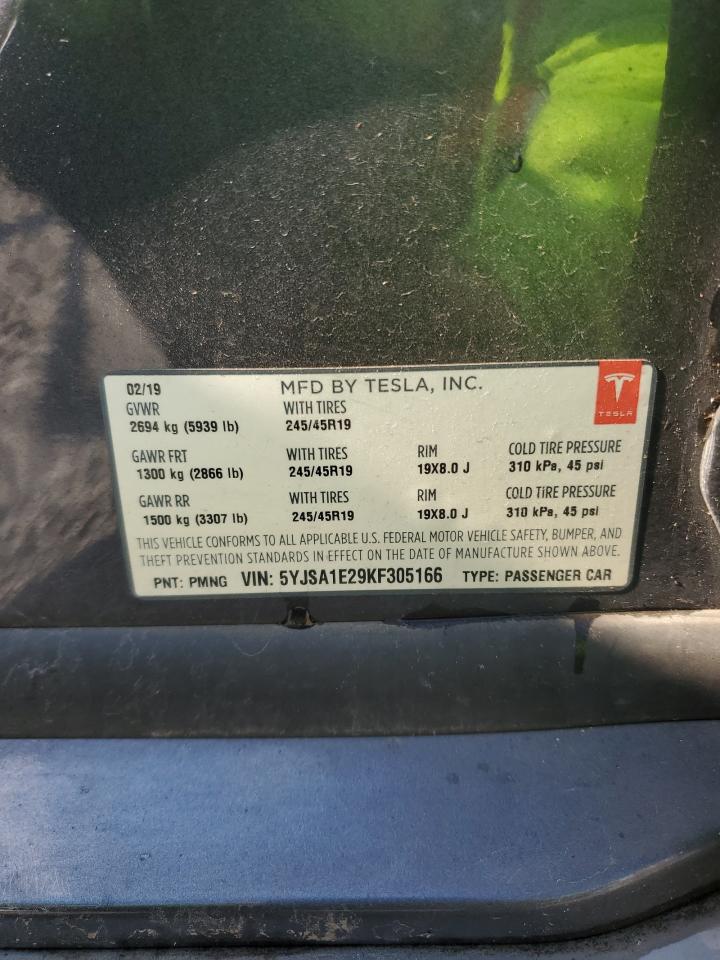 02/19 MFD BY TESLA, INC.
GVWR WITH TIRES
2694 kg (5939 lb) 245/45R19
TESLA
GAWR FRT WITH TIRES RIM COLD TIRE PRESSURE
1300 kg (2866 lb) 245/45R19 19X8.0 J 310 kPa, 45 psi
GAWR RR WITH TIRES RIM COLD TIRE PRESSURE
1500 kg (3307 lb) 245/45R19 19X8.0 J 310 kPa, 45 psi
THIS VEHICLE CONFORMS TO ALL APPLICABLE U.S. FEDERAL MOTOR VEHICLE SAFETY, BUMPER, AND
THEFT PREVENTION STANDARDS IN EFFECT ON THE DATE OF MANUFACTURE SHOWN ABOVE.
PNT: PMNG VIN: 5YJSA1E29KF305166 TYPE: PASSENGER CAR